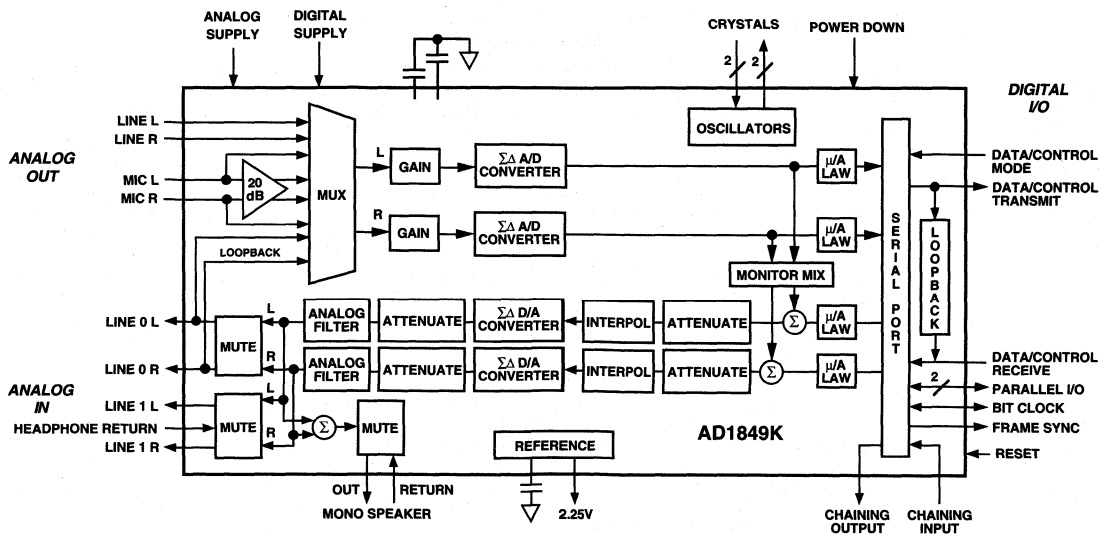 ANALOG
SUPPLY
DIGITAL
SUPPLY
CRYSTALS
POWER DOWN
2
2
DIGITAL
I/O
OSCILLATORS
LINE L
LINE R
ANALOG
OUT
MIC L
MIC R
20
dB
MUX
L
GAIN
ΣΔ A/D
CONVERTER
μ/A
LAW
R
GAIN
ΣΔ A/D
CONVERTER
μ/A
LAW
LOOPBACK
MONITOR MIX
SERIAL PORT
DATA/CONTROL
MODE
DATA/CONTROL
TRANSMIT
LOOPBACK
LINE 0 L
MUTE
L
ANALOG
FILTER
ATTENUATE
ΣΔ D/A
CONVERTER
INTERPOL
ATTENUATE
Σ
μ/A
LAW
LINE 0 R
R
ANALOG
FILTER
ATTENUATE
ΣΔ D/A
CONVERTER
INTERPOL
ATTENUATE
Σ
μ/A
LAW
DATA/CONTROL
RECEIVE
2
PARALLEL I/O
BIT CLOCK
FRAME SYNC
RESET
ANALOG
IN
LINE 1 L
HEADPHONE RETURN
LINE 1 R
MUTE
L
R
Σ
MUTE
REFERENCE
AD1849K
OUT
RETURN
MONO SPEAKER
2.25V
CHAINING
OUTPUT
CHAINING
INPUT